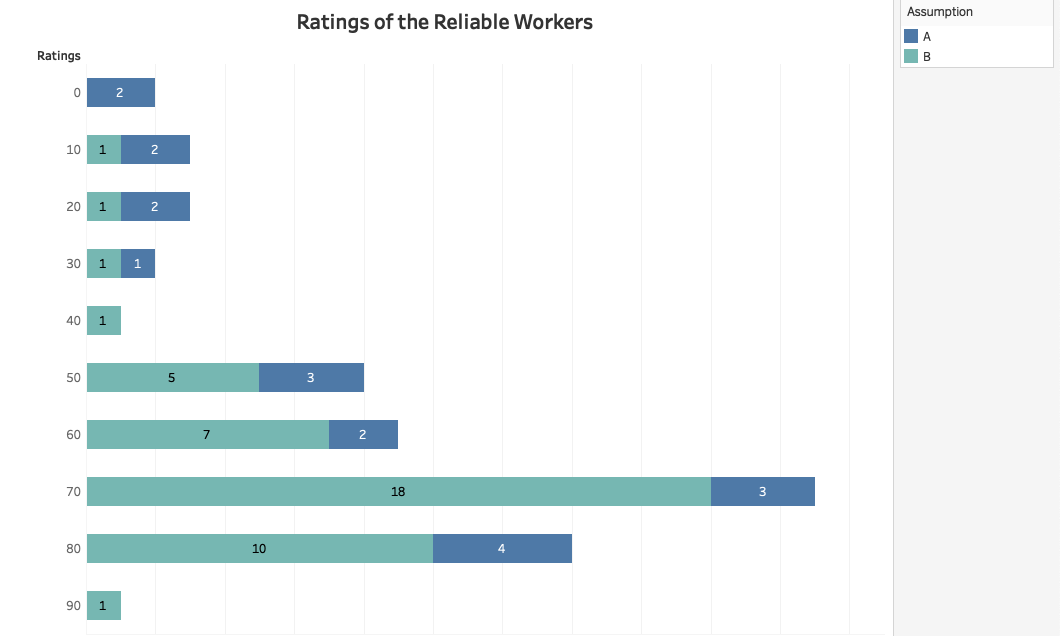 Ratings of the Reliable Workers
Assumption
A
B
Ratings
0 2
10 1 2
20 1 2
30 1 1
40 1
50 5 3
60 7 2
70 18 3
80 10 4
90 1